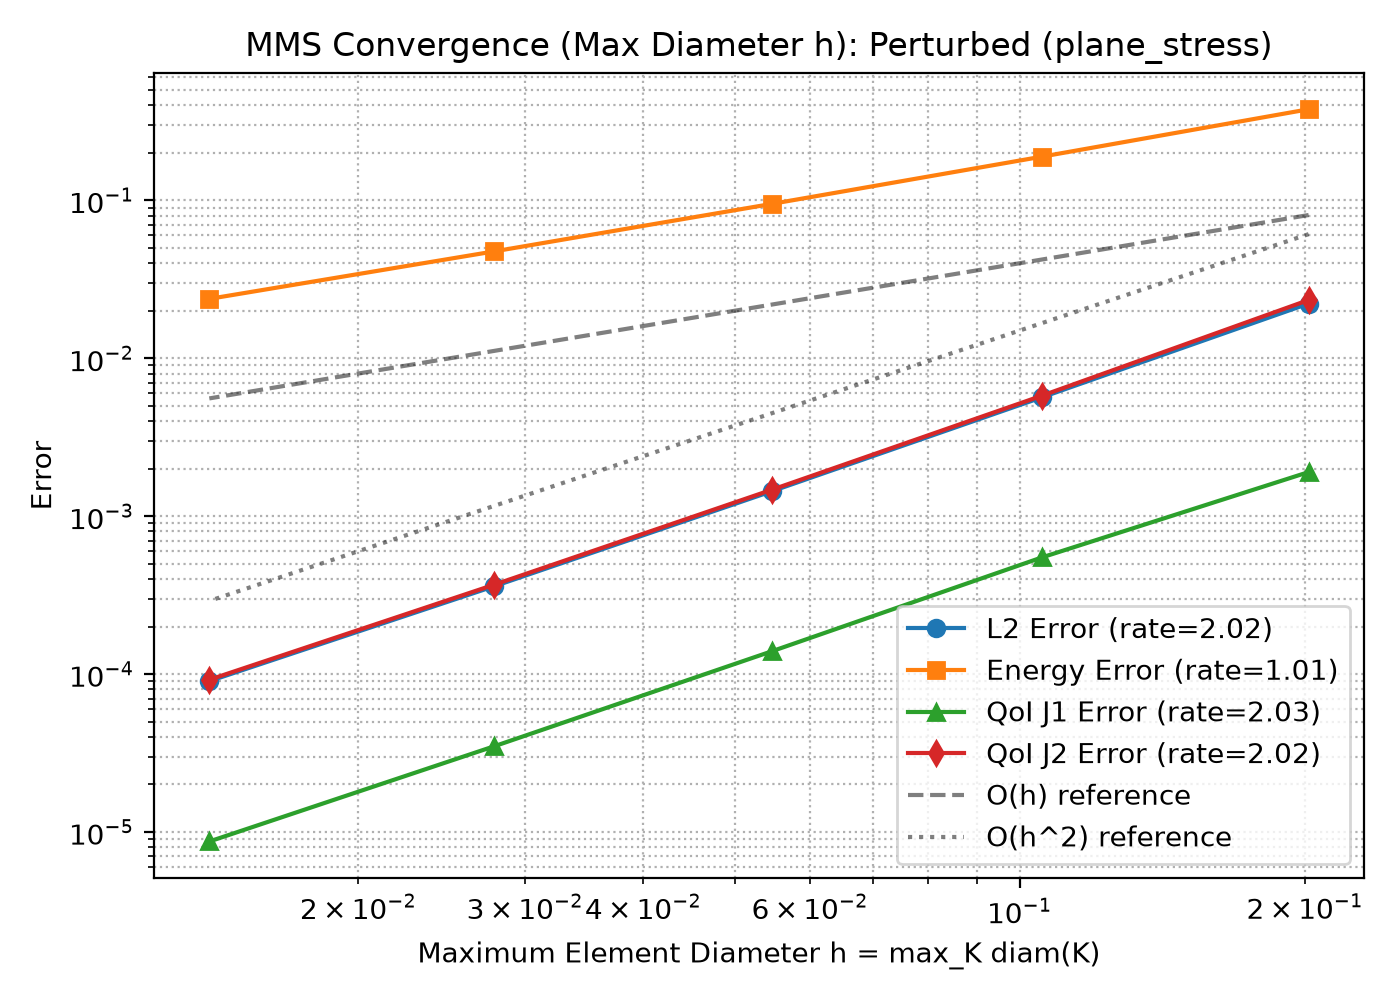 MMS Convergence (Max Diameter h): Perturbed (plane_stress)
Error
10⁻¹
10⁻²
10⁻³
10⁻⁴
10⁻⁵
L2 Error (rate=2.02)
Energy Error (rate=1.01)
QoI J1 Error (rate=2.03)
QoI J2 Error (rate=2.02)
O(h) reference
O(h^2) reference
2 × 10⁻² 3 × 10⁻² 4 × 10⁻² 6 × 10⁻² 10⁻¹ 2 × 10⁻¹
Maximum Element Diameter h = max_K diam(K)